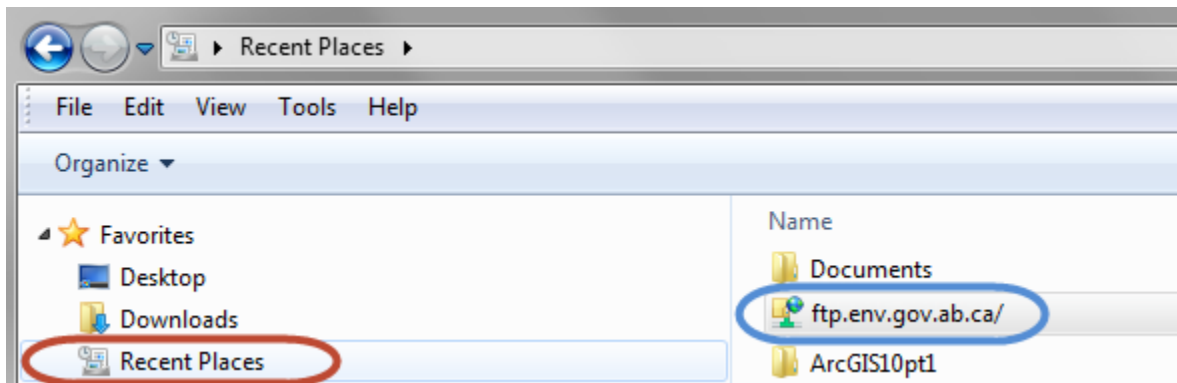 Recent Places
File Edit View Tools Help
Organize
Favorites
Desktop
Downloads
Recent Places
Name
Documents
ftp.env.gov.ab.ca/
ArcGIS10pt1